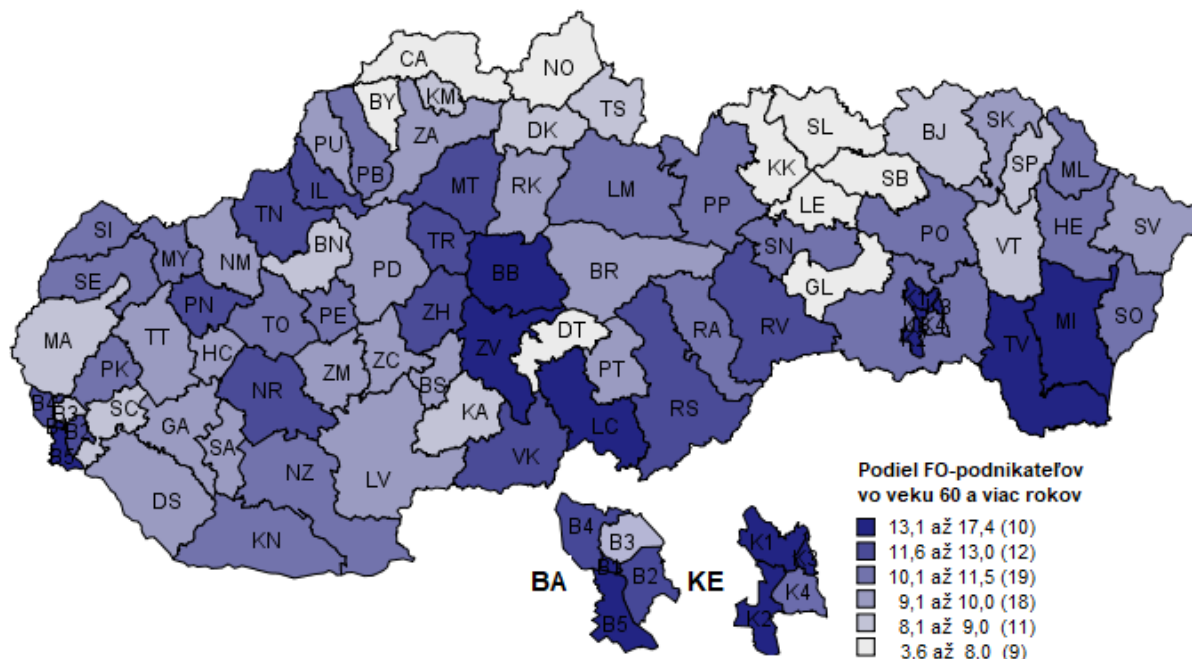 CA
NO
BY
KM
TS
ZA
DK
PU
PB
SL
BJ
SK
SP
ML
KK
SB
IL
MT
RK
LM
PP
LE
TN
SI
BN
TR
SN
PO
VT
HE
SV
MY
NM
PD
BB
BR
SE
GL
PN
TO
PE
ZH
RA
RV
MI
SO
MA
TT
HC
ZM
ZC
ZV
DT
PT
TV
PK
NR
BS
RS
B4
B3
SC
GA
SA
KA
LC
B5
NZ
LV
VK
DS
KN
B4
B3
B1
B2
B5
BA
KE
K1
K3
K4
K2
Podiel FO-podnikateľov
vo veku 60 a viac rokov
13,1 až 17,4 (10)
11,6 až 13,0 (12)
10,1 až 11,5 (19)
9,1 až 10,0 (18)
8,1 až 9,0 (11)
3,6 až 8,0 (9)